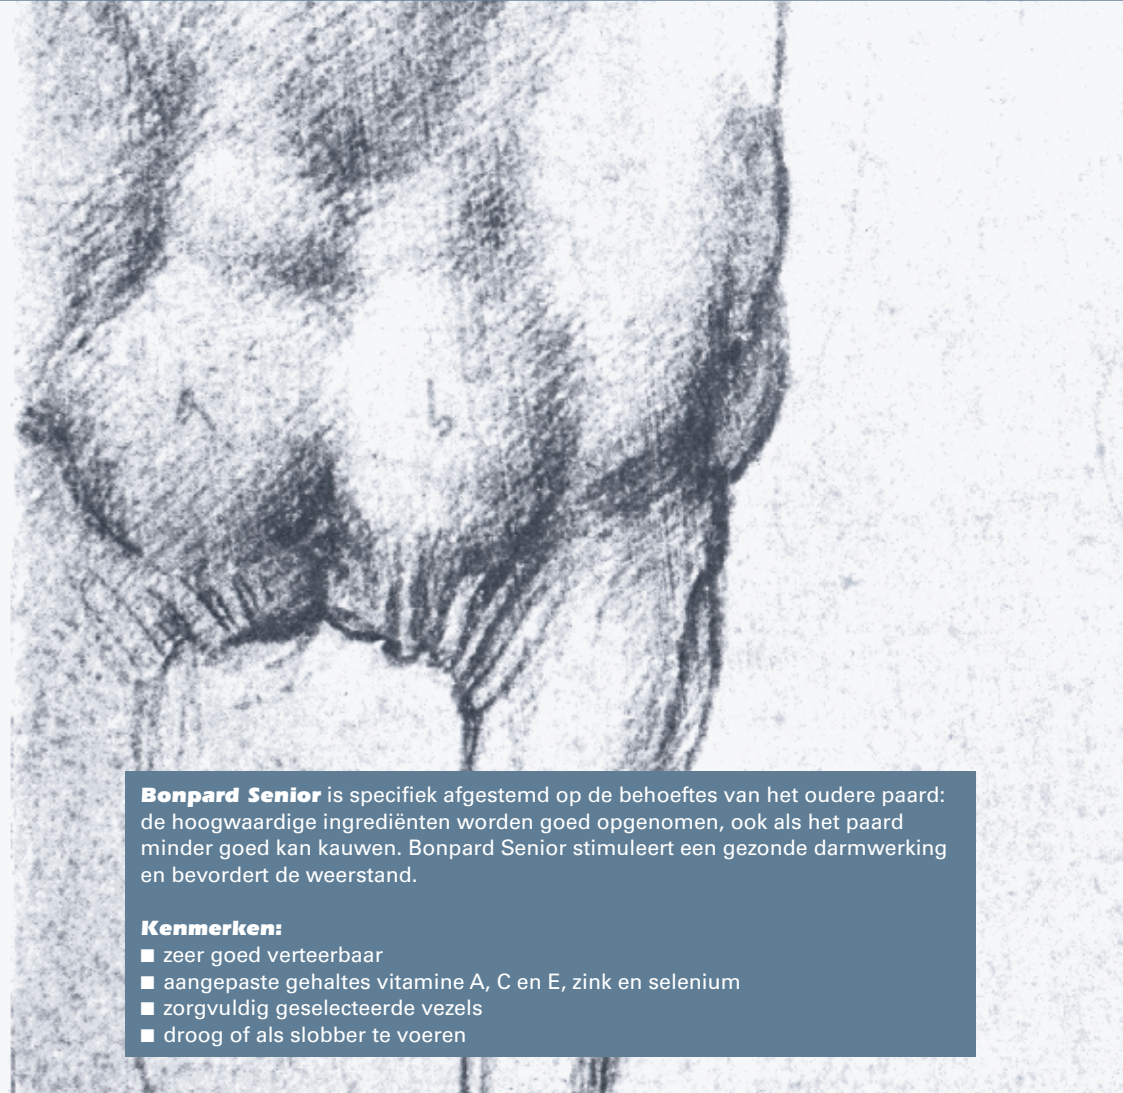 Bonpard Senior is specifiek afgestemd op de behoeftes van het oudere paard:
de hoogwaardige ingrediënten worden goed opgenomen, ook als het paard
minder goed kan kauwen. Bonpard Senior stimuleert een gezonde darmwerking
en bevordert de weerstand.
Kenmerken:
■ zeer goed verteerbaar
■ aangepaste gehaltes vitamine A, C en E, zink en selenium
■ zorgvuldig geselecteerde vezels
■ droog of als slobber te voeren